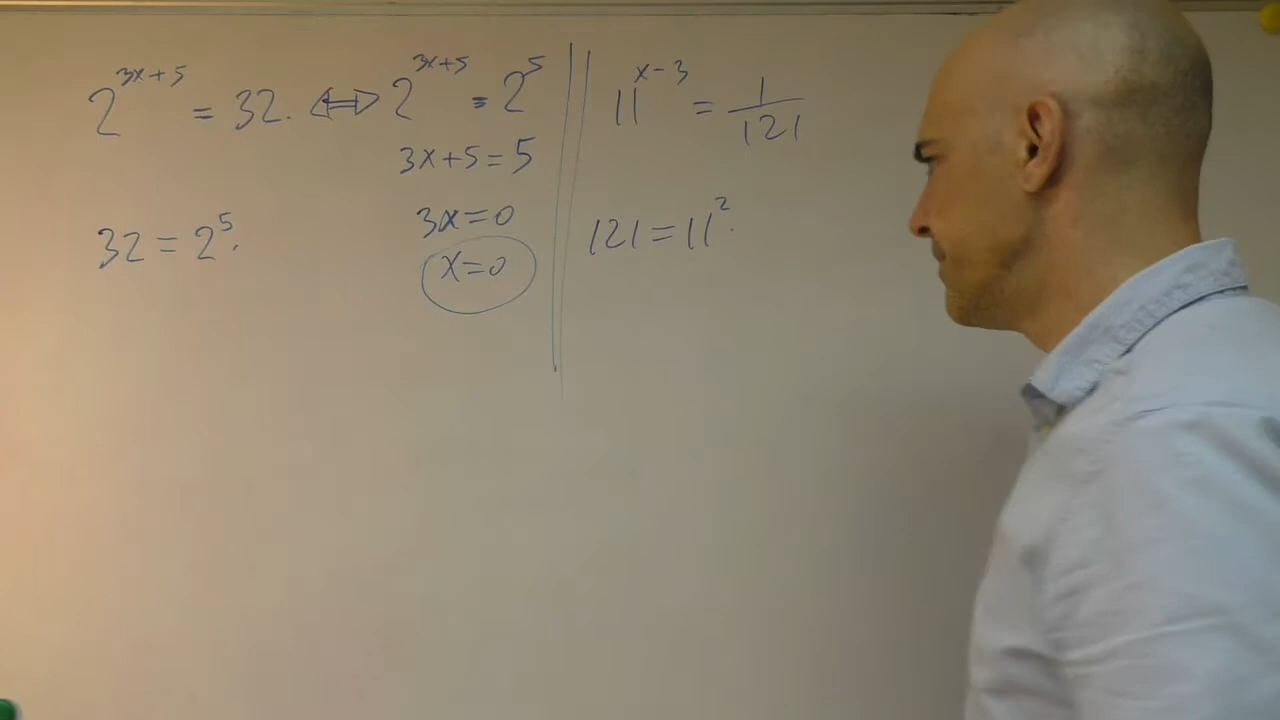 2^{3x+5} = 32. ⟺ 2^{3x+5} = 2^5
3x+5=5
3x=0
x=0
32=2^5.
11^{x-3} = 1/121
121=11^2.